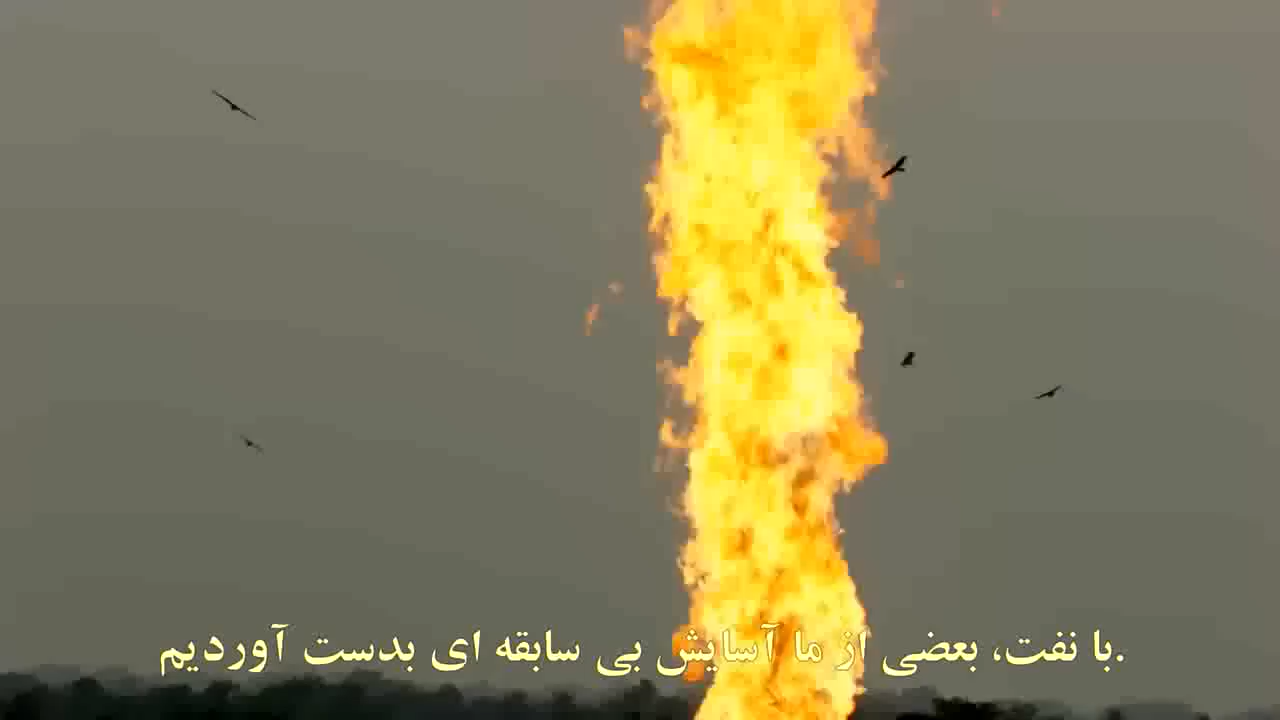 با نفت، بعضی از ما آسایش بی سابقه ای بدست آوردیم.